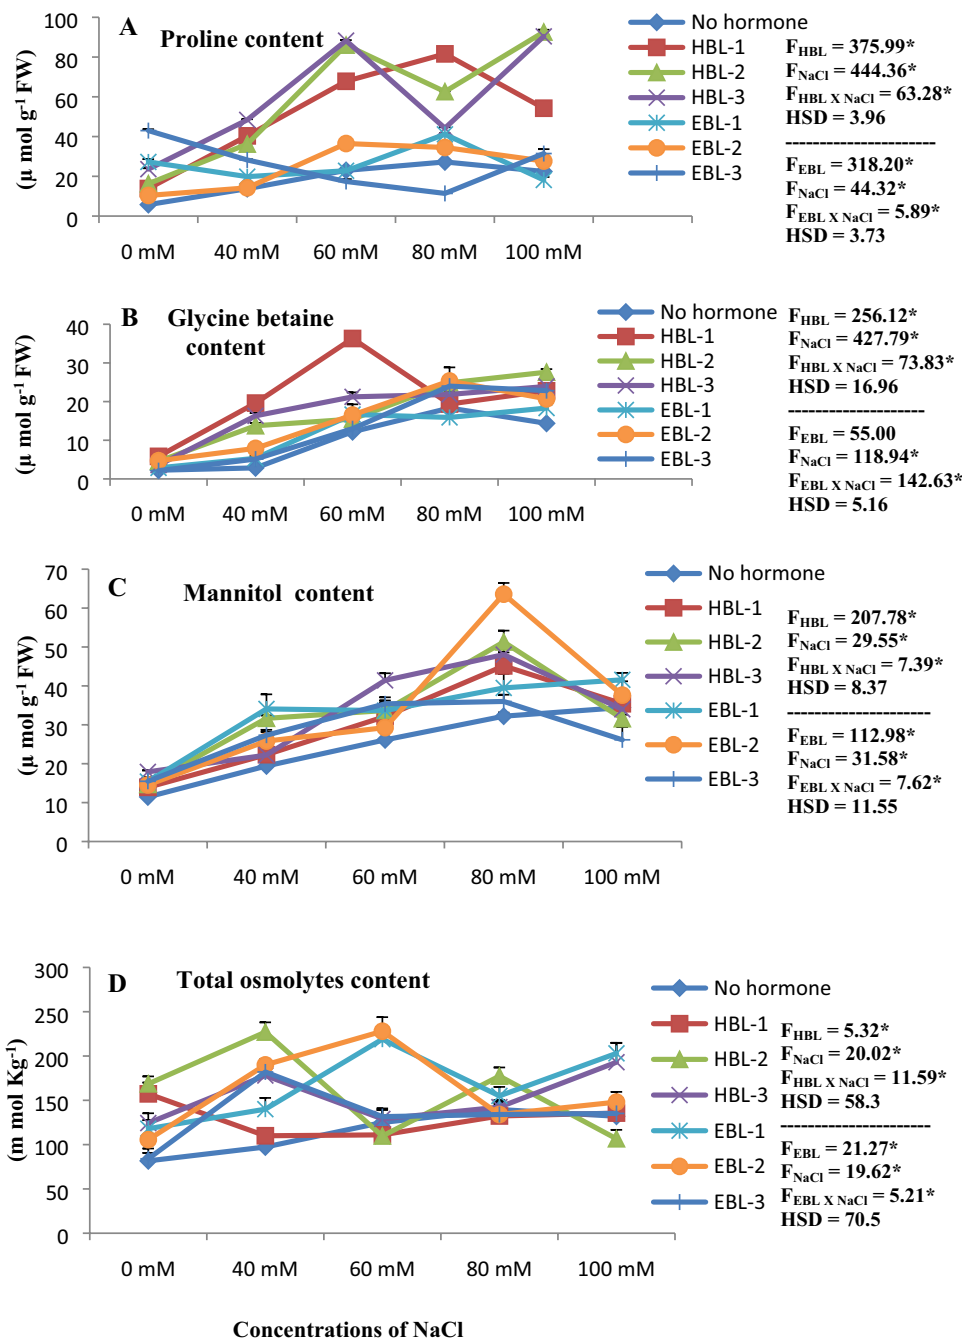 A
Proline content
(μ mol g-1 FW)
100
80
60
40
20
0
0 mM 40 mM 60 mM 80 mM 100 mM
No hormone
HBL-1
HBL-2
HBL-3
EBL-1
EBL-2
EBL-3
FHBL = 375.99*
FNaCl = 444.36*
FHBL X NaCl = 63.28*
HSD = 3.96
----------------------
FEBL = 318.20*
FNaCl = 44.32*
FEBL X NaCl = 5.89*
HSD = 3.73
B
Glycine betaine
content
(μ mol g-1 FW)
40
30
20
10
0
0 mM 40 mM 60 mM 80 mM 100 mM
No hormone
HBL-1
HBL-2
HBL-3
EBL-1
EBL-2
EBL-3
FHBL = 256.12*
FNaCl = 427.79*
FHBL X NaCl = 73.83*
HSD = 16.96
--------------------
FEBL = 55.00
FNaCl = 118.94*
FEBL X NaCl = 142.63*
HSD = 5.16
C
Mannitol content
(μ mol g-1 FW)
70
60
50
40
30
20
10
0
0 mM 40 mM 60 mM 80 mM 100 mM
No hormone
HBL-1
HBL-2
HBL-3
EBL-1
EBL-2
EBL-3
FHBL = 207.78*
FNaCl = 29.55*
FHBL X NaCl = 7.39*
HSD = 8.37
---------------------
FEBL = 112.98*
FNaCl = 31.58*
FEBL X NaCl = 7.62*
HSD = 11.55
D
Total osmolytes content
(m mol Kg-1)
300
250
200
150
100
50
0
0 mM 40 mM 60 mM 80 mM 100 mM
No hormone
HBL-1
HBL-2
HBL-3
EBL-1
EBL-2
EBL-3
FHBL = 5.32*
FNaCl = 20.02*
FHBL X NaCl = 11.59*
HSD = 58.3
----------------------
FEBL = 21.27*
FNaCl = 19.62*
FEBL X NaCl = 5.21*
HSD = 70.5
Concentrations of NaCl